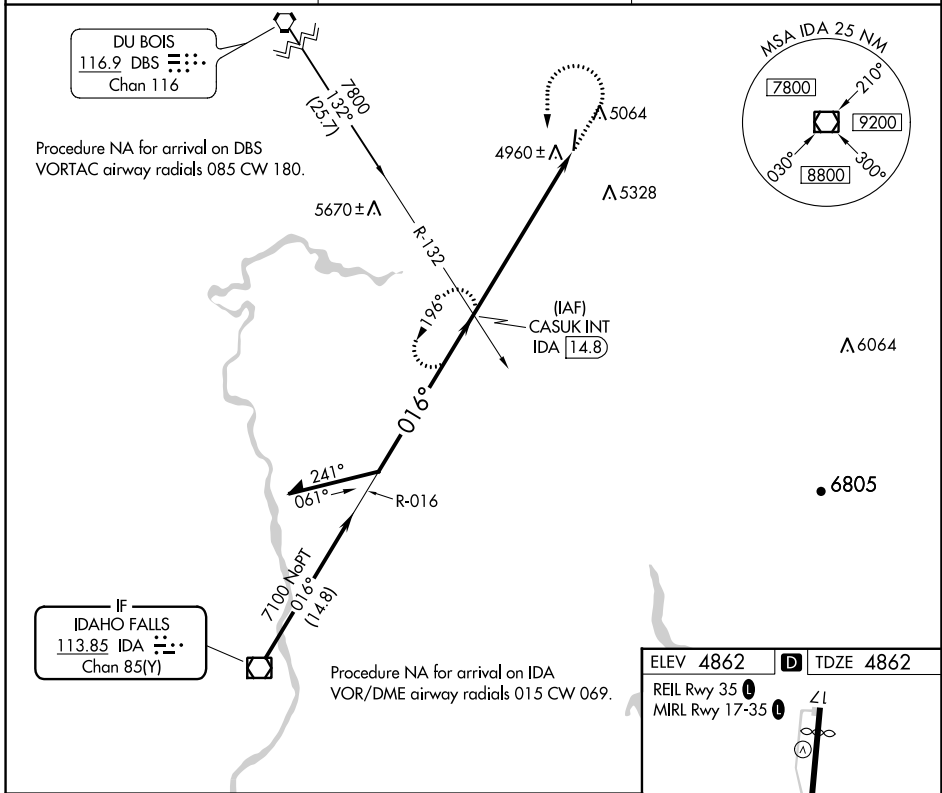 DU BOIS
116.9 DBS
Chan 116
Procedure NA for arrival on DBS
VORTAC airway radials 085 CW 180.
7800
132°
(25.7)
R-132
5670 ±
4960 ±
5064
5328
MSA IDA 25 NM
7800
210°
9200
030°
8800
300°
196°
(IAF)
CASUK INT
IDA 14.8
6064
016°
241°
061°
R-016
6805
7100 NoPT
016°
(14.8)
IF
IDAHO FALLS
113.85 IDA
Chan 85(Y)
Procedure NA for arrival on IDA
VOR/DME airway radials 015 CW 069.
ELEV 4862 D TDZE 4862
REIL Rwy 35 L
MIRL Rwy 17-35 L
17